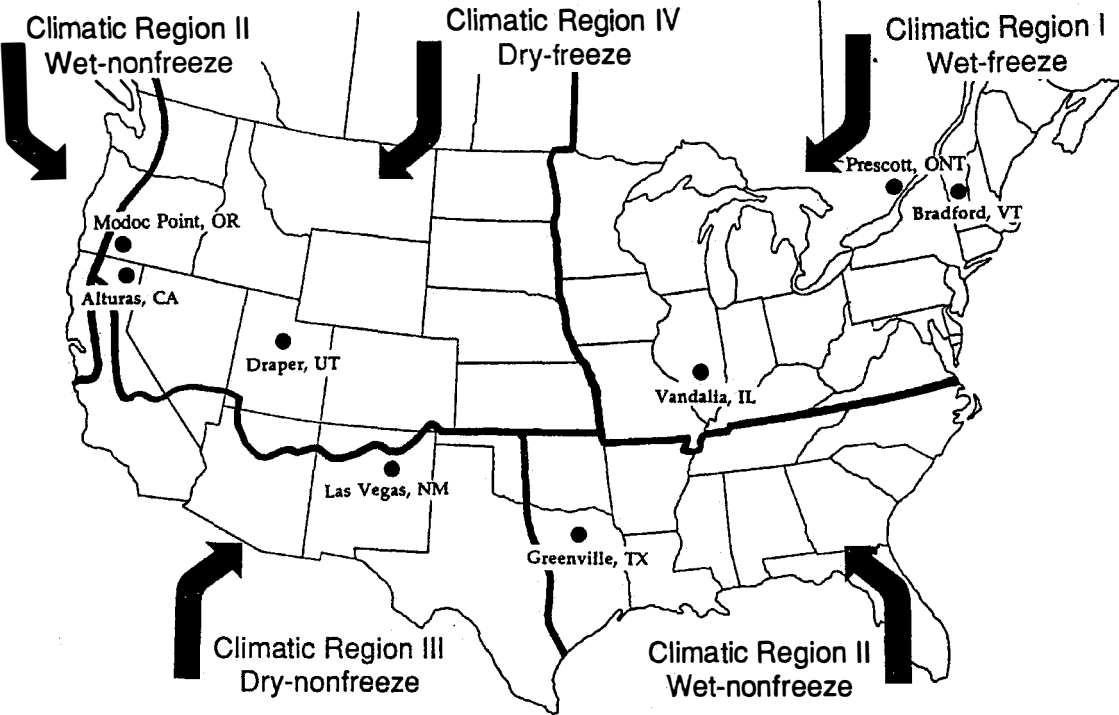 Climatic Region II
Wet-nonfreeze
Climatic Region IV
Dry-freeze
Climatic Region I
Wet-freeze
Prescott, ONT
Bradford, VT
Modoc Point, OR
Alturas, CA
Draper, UT
Vandalia, IL
Las Vegas, NM
Greenville, TX
Climatic Region III
Dry-nonfreeze
Climatic Region II
Wet-nonfreeze